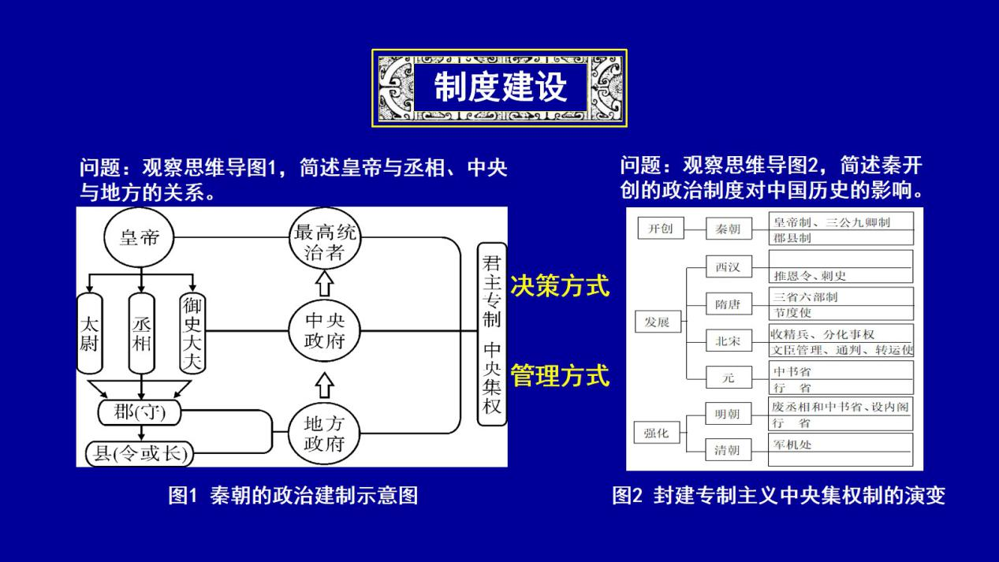 制度建设
问题：观察思维导图1，简述皇帝与丞相、中央
与地方的关系。
皇帝
最高统
治者
太尉
丞相
御史大夫
中央
政府
郡(守)
县(令或长)
地方
政府
君主专制 中央集权
决策方式
管理方式
图1 秦朝的政治建制示意图
问题：观察思维导图2，简述秦开
创的政治制度对中国历史的影响。
开创
秦朝
皇帝制、三公九卿制
郡县制
发展
西汉
推恩令、刺史
隋唐
三省六部制
节度使
北宋
收精兵、分化事权
文臣管理、通判、转运使
元
中书省
行 省
强化
明朝
废丞相和中书省、设内阁
行 省
清朝
军机处
图2 封建专制主义中央集权制的演变